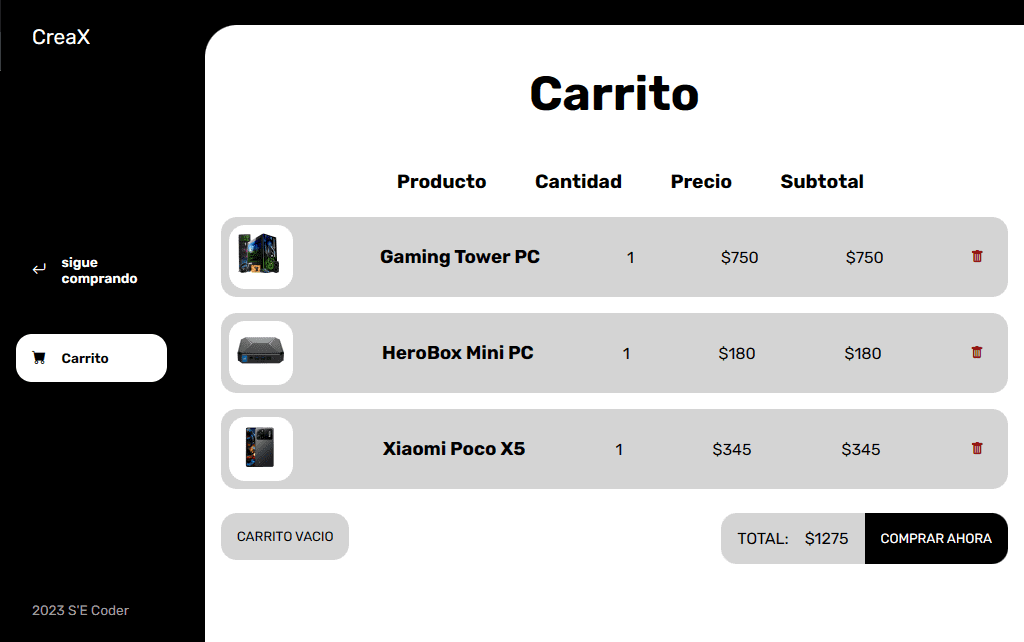 CreaX
sigue
comprando
Carrito
2023 S'E Coder
Carrito
Producto Cantidad Precio Subtotal
Gaming Tower PC 1 $750 $750
HeroBox Mini PC 1 $180 $180
Xiaomi Poco X5 1 $345 $345
CARRITO VACIO
TOTAL: $1275 COMPRAR AHORA